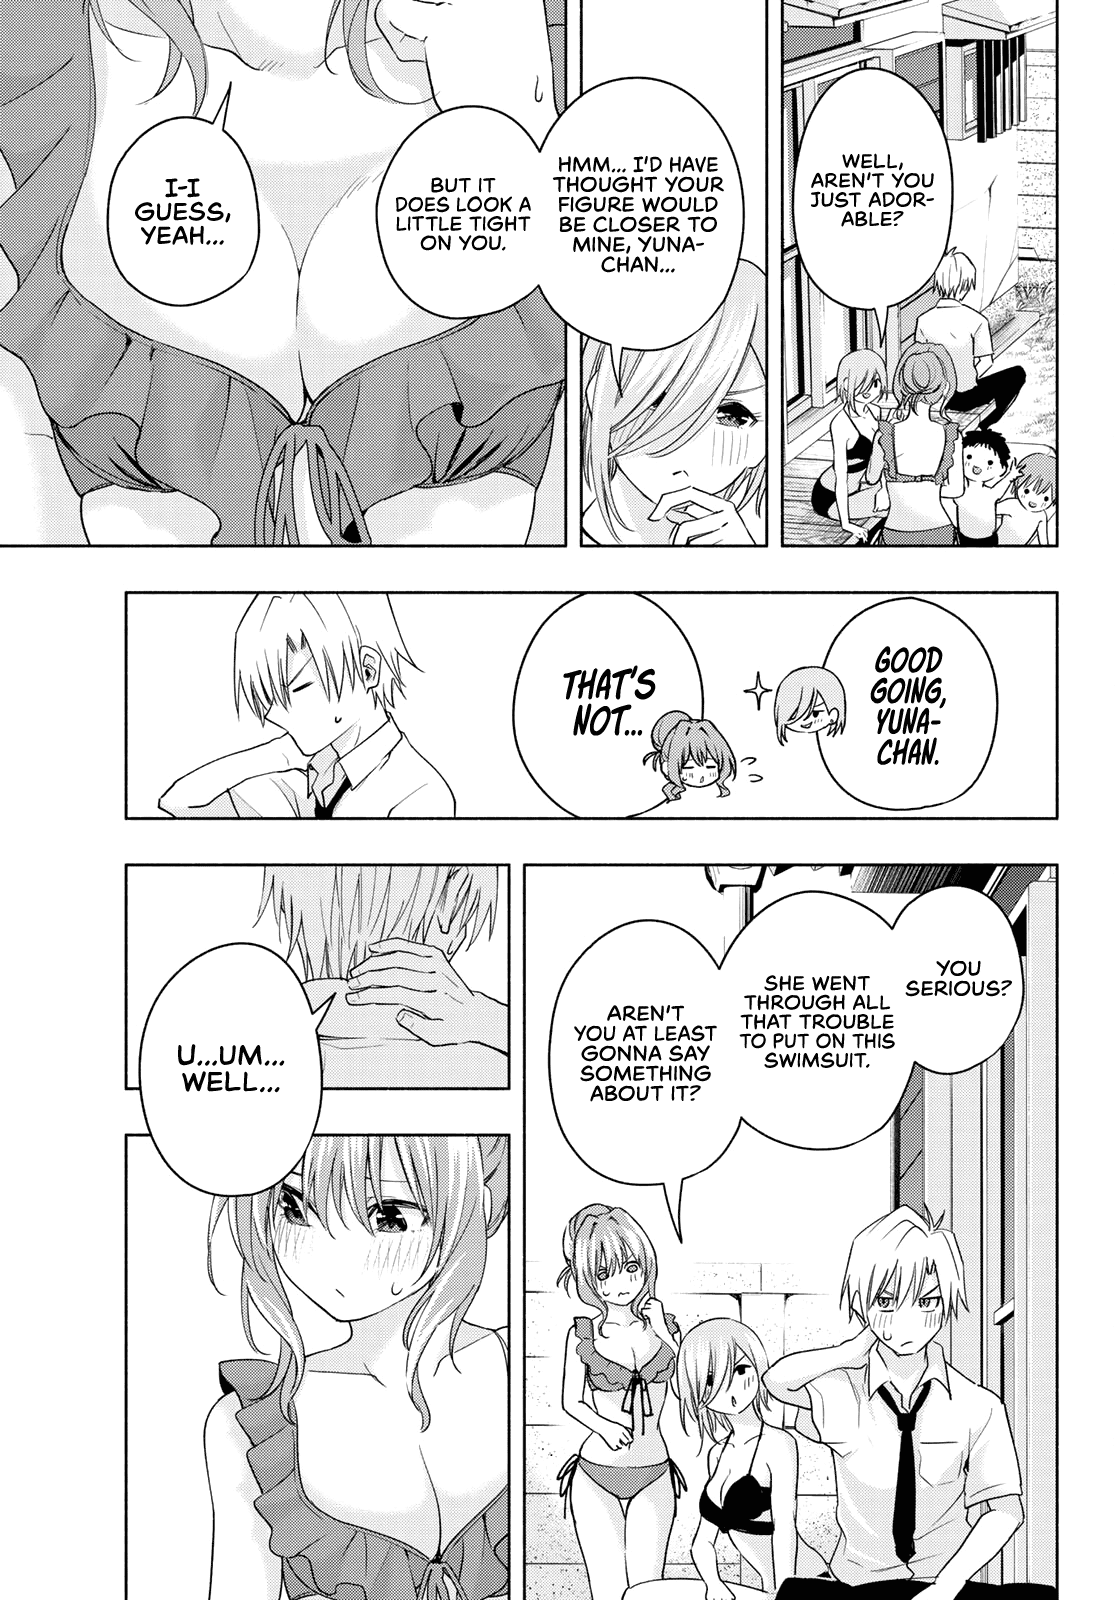 WELL,
AREN'T YOU
JUST ADOR-
ABLE?
HMM... I'D HAVE
THOUGHT YOUR
FIGURE WOULD
BE CLOSER TO
MINE, YUNA-
CHAN...
BUT IT
DOES LOOK A
LITTLE TIGHT
ON YOU.
I-I
GUESS,
YEAH...
GOOD
GOING,
YUNA-
CHAN.
THAT'S
NOT...
YOU
SERIOUS?
SHE WENT
THROUGH ALL
THAT TROUBLE
TO PUT ON THIS
SWIMSUIT.
AREN'T
YOU AT LEAST
GONNA SAY
SOMETHING
ABOUT IT?
U...UM...
WELL...